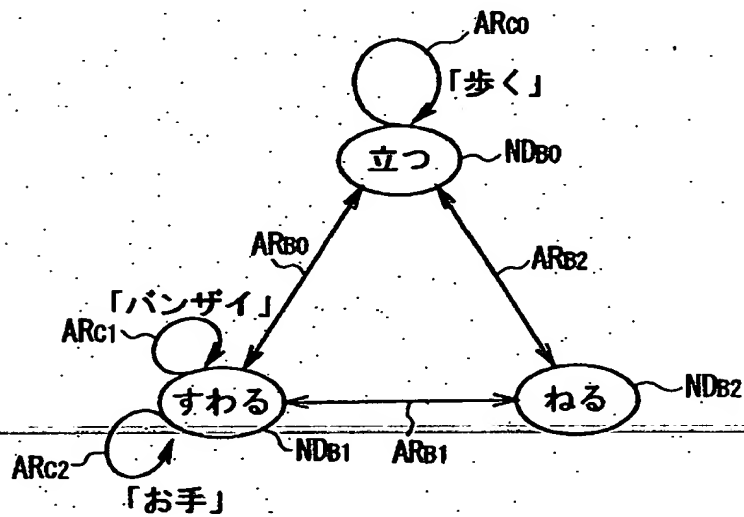 ARC0
「歩く」
立つ
NDB0
ARB0
ARB2
「バンザイ」
ARC1
すわる
ねる
NDB2
NDB1
ARB1
ARC2
「お手」